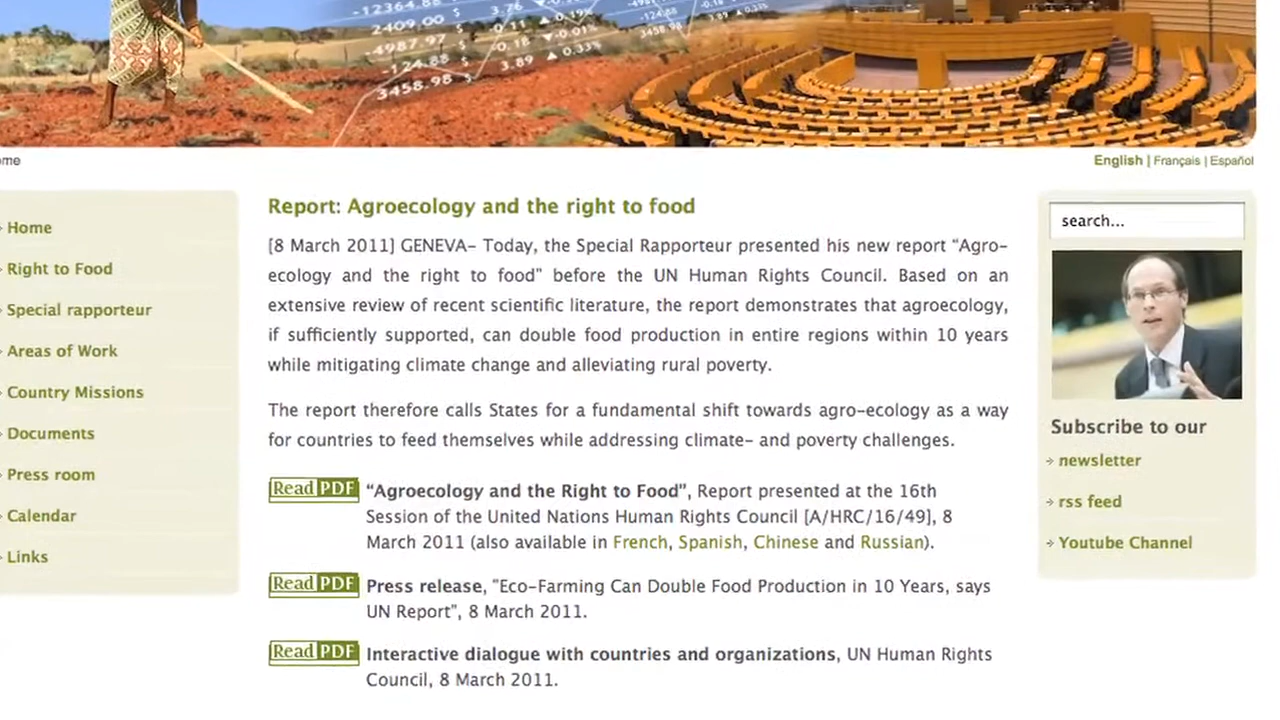 -12364.88 $ 3.76
2409.00 $ -0.11 ▲ 0.19%
-4987.97 $ -0.18 ▼-0.01%
-124.88 $ 3.89 ▲ 0.33%
3458.98 $
English | Français | Español
Home
Right to Food
Special rapporteur
Areas of Work
Country Missions
Documents
Press room
Calendar
Links
Report: Agroecology and the right to food
[8 March 2011] GENEVA- Today, the Special Rapporteur presented his new report “Agro-
ecology and the right to food” before the UN Human Rights Council. Based on an
extensive review of recent scientific literature, the report demonstrates that agroecology,
if sufficiently supported, can double food production in entire regions within 10 years
while mitigating climate change and alleviating rural poverty.
The report therefore calls States for a fundamental shift towards agro-ecology as a way
for countries to feed themselves while addressing climate- and poverty challenges.
Read PDF “Agroecology and the Right to Food”, Report presented at the 16th
Session of the United Nations Human Rights Council [A/HRC/16/49], 8
March 2011 (also available in French, Spanish, Chinese and Russian).
Read PDF Press release, "Eco-Farming Can Double Food Production in 10 Years, says
UN Report", 8 March 2011.
Read PDF Interactive dialogue with countries and organizations, UN Human Rights
Council, 8 March 2011.
search...
Subscribe to our
newsletter
rss feed
Youtube Channel